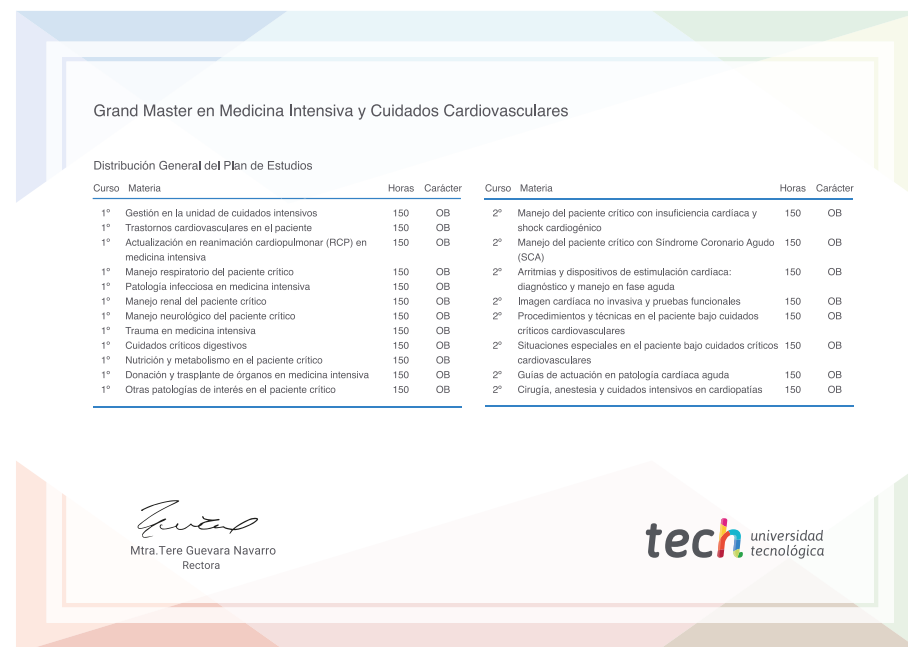 Grand Master en Medicina Intensiva y Cuidados Cardiovasculares
Distribución General del Plan de Estudios
Curso Materia Horas Carácter
1º Gestión en la unidad de cuidados intensivos 150 OB
1º Trastornos cardiovasculares en el paciente 150 OB
1º Actualización en reanimación cardiopulmonar (RCP) en 150 OB
medicina intensiva
1º Manejo respiratorio del paciente crítico 150 OB
1º Patología infecciosa en medicina intensiva 150 OB
1º Manejo renal del paciente crítico 150 OB
1º Manejo neurológico del paciente crítico 150 OB
1º Trauma en medicina intensiva 150 OB
1º Cuidados críticos digestivos 150 OB
1º Nutrición y metabolismo en el paciente crítico 150 OB
1º Donación y trasplante de órganos en medicina intensiva 150 OB
1º Otras patologías de interés en el paciente crítico 150 OB
Curso Materia Horas Carácter
2º Manejo del paciente crítico con insuficiencia cardíaca y 150 OB
shock cardiogénico
2º Manejo del paciente crítico con Síndrome Coronario Agudo 150 OB
(SCA)
2º Arritmias y dispositivos de estimulación cardíaca: 150 OB
diagnóstico y manejo en fase aguda
2º Imagen cardíaca no invasiva y pruebas funcionales 150 OB
2º Procedimientos y técnicas en el paciente bajo cuidados 150 OB
críticos cardiovasculares
2º Situaciones especiales en el paciente bajo cuidados críticos 150 OB
cardiovasculares
2º Guías de actuación en patología cardíaca aguda 150 OB
2º Cirugía, anestesia y cuidados intensivos en cardiopatías 150 OB
Mtra.Tere Guevara Navarro
Rectora
tech universidad
tecnológica